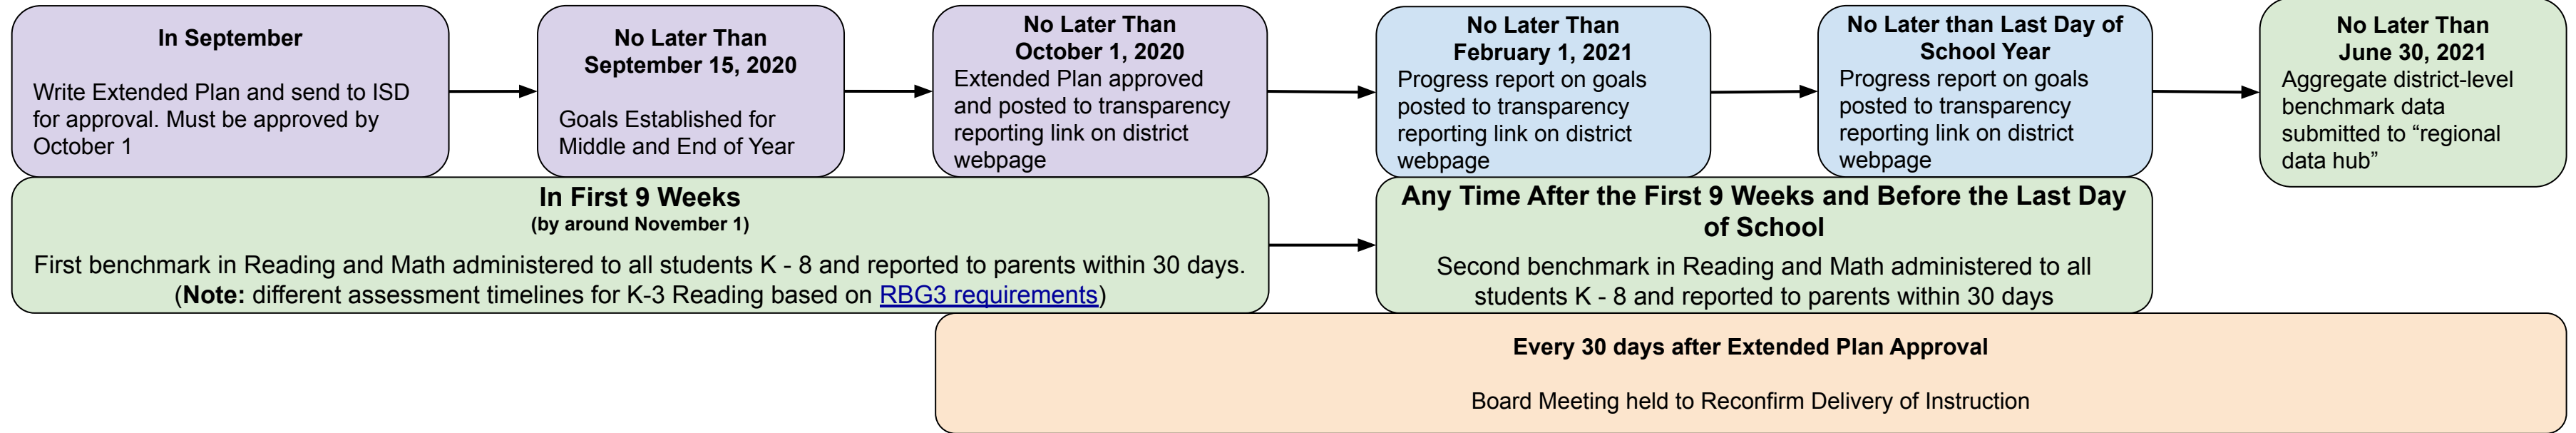 In September
Write Extended Plan and send to ISD
for approval. Must be approved by
October 1
No Later Than
September 15, 2020
Goals Established for
Middle and End of Year
No Later Than
October 1, 2020
Extended Plan approved
and posted to transparency
reporting link on district
webpage
No Later Than
February 1, 2021
Progress report on goals
posted to transparency
reporting link on district
webpage
No Later than Last Day of
School Year
Progress report on goals
posted to transparency
reporting link on district
webpage
No Later Than
June 30, 2021
Aggregate district-level
benchmark data
submitted to “regional
data hub”
In First 9 Weeks
(by around November 1)
First benchmark in Reading and Math administered to all students K - 8 and reported to parents within 30 days.
(Note: different assessment timelines for K-3 Reading based on RBG3 requirements)
Any Time After the First 9 Weeks and Before the Last Day
of School
Second benchmark in Reading and Math administered to all
students K - 8 and reported to parents within 30 days
Every 30 days after Extended Plan Approval
Board Meeting held to Reconfirm Delivery of Instruction